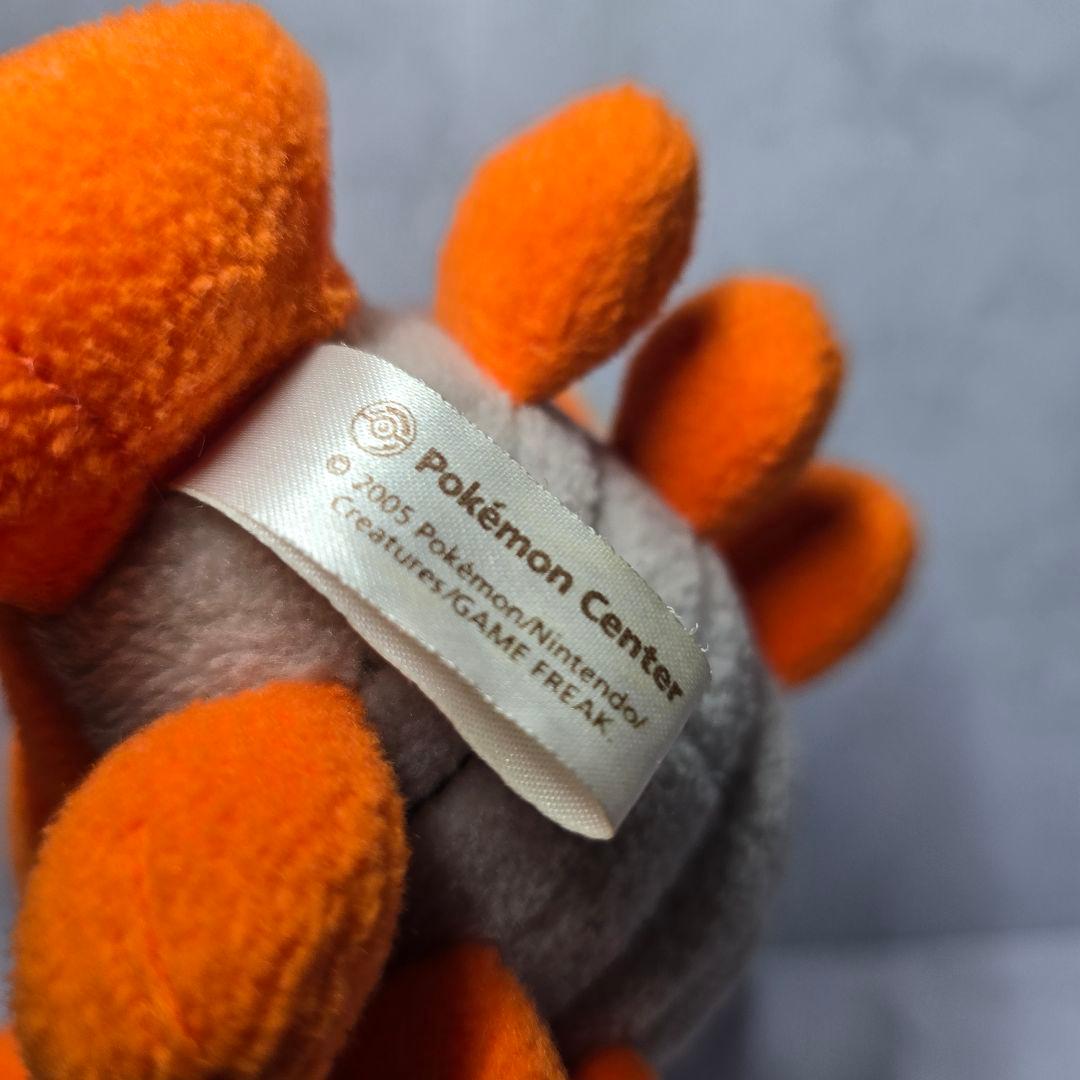 Pokémon Center
© 2005 Pokémon/Nintendo/
Creatures/GAME FREAK.